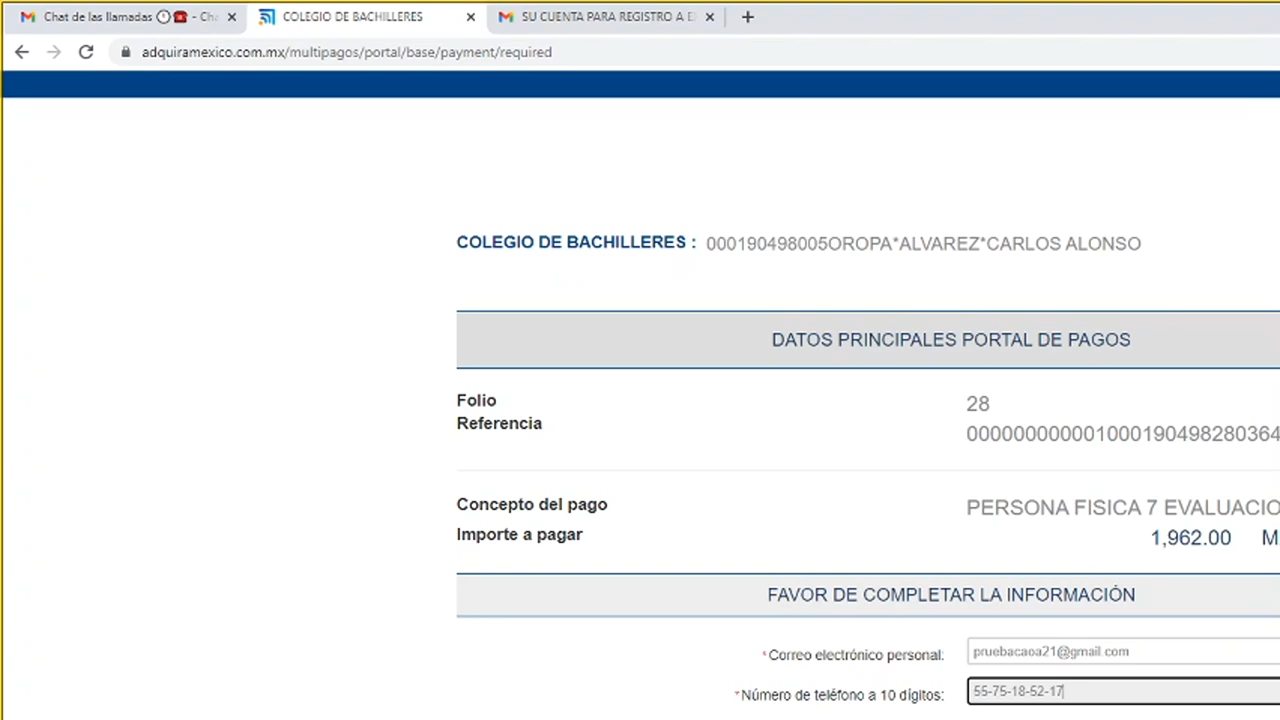 Chat de las llamadas
COLEGIO DE BACHILLERES
SU CUENTA PARA REGISTRO A
adquiramexico.com.mx/multipagos/portal/base/payment/required
COLEGIO DE BACHILLERES : 000190498005OROPA*ALVAREZ*CARLOS ALONSO
DATOS PRINCIPALES PORTAL DE PAGOS
Folio 28
Referencia 000000000001000190498280364
Concepto del pago PERSONA FISICA 7 EVALUACIO
Importe a pagar 1,962.00 M
FAVOR DE COMPLETAR LA INFORMACIÓN
*Correo electrónico personal: pruebacaoa21@gmail.com
*Número de teléfono a 10 dígitos: 55-75-18-52-17